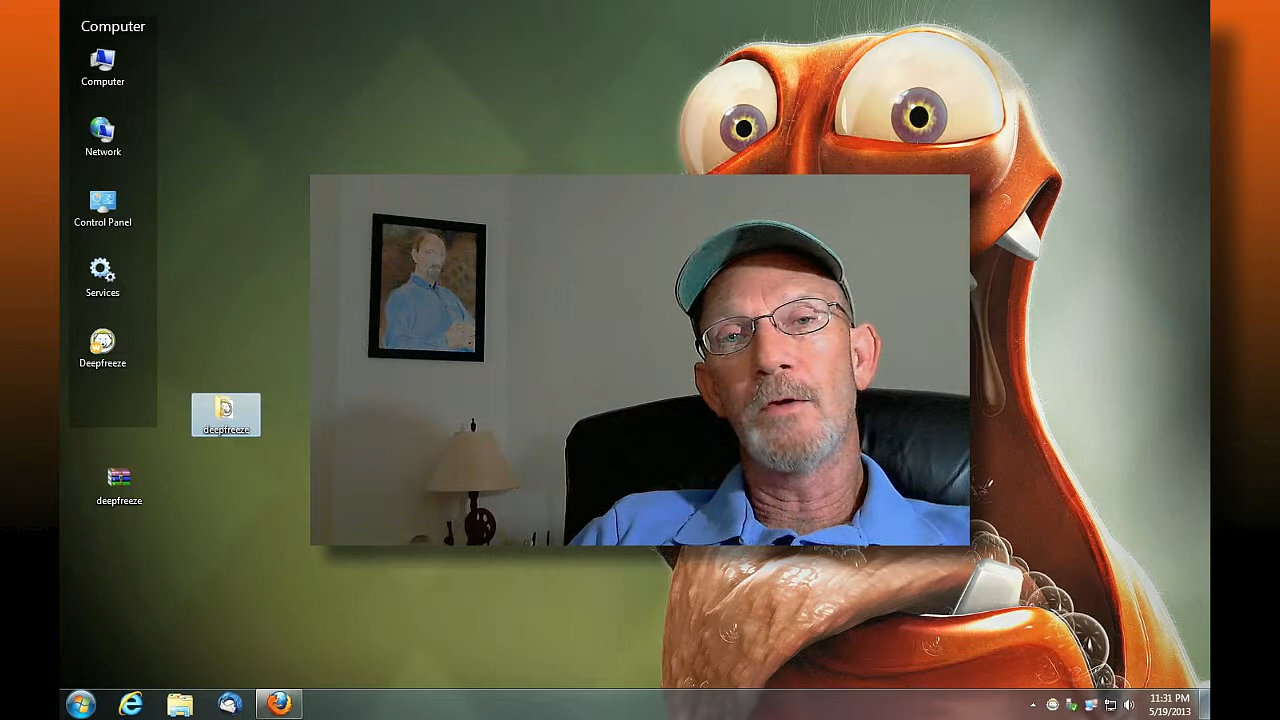 Computer
Computer
Network
Control Panel
Services
Deepfreeze
deepfreeze
deepfreeze
11:31 PM
5/19/2013